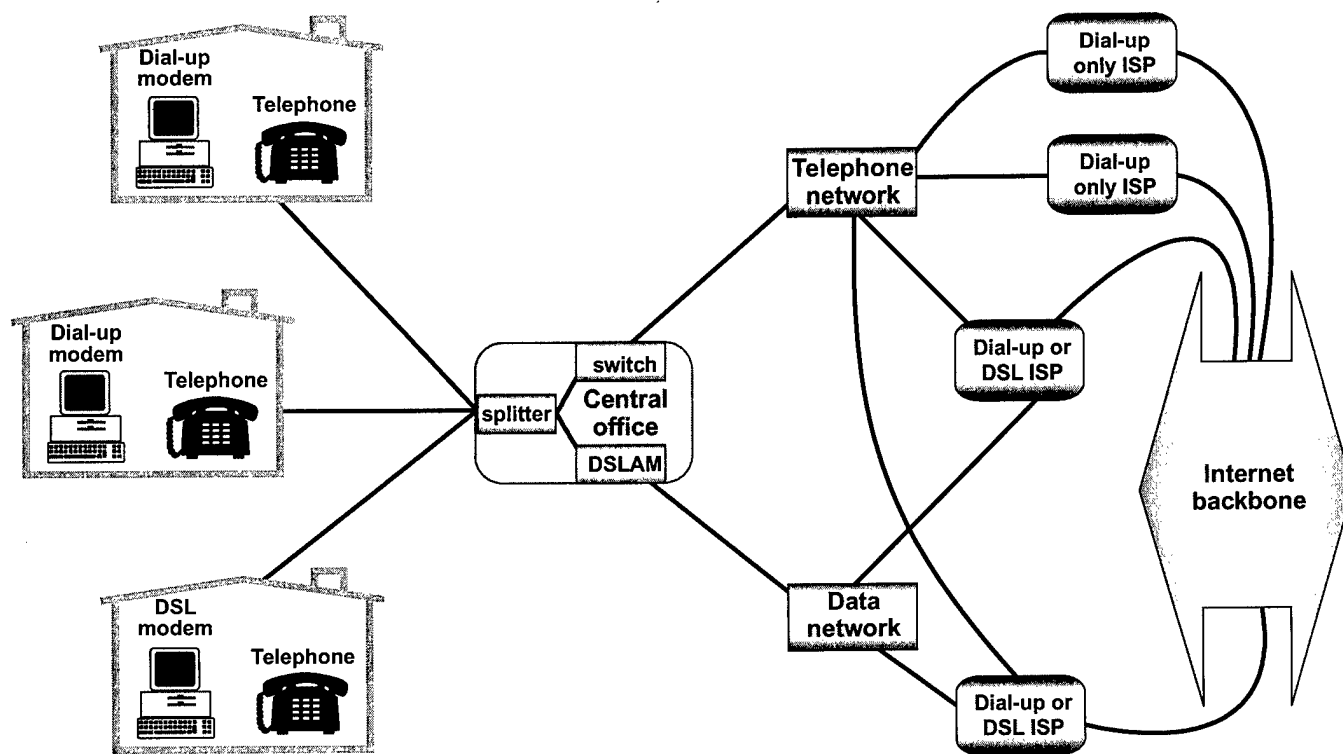 Dial-up
modem
Telephone
Dial-up
modem
Telephone
DSL
modem
Telephone
splitter
switch
Central
office
DSLAM
Telephone
network
Data
network
Dial-up
only ISP
Dial-up
only ISP
Dial-up or
DSL ISP
Dial-up or
DSL ISP
Internet
backbone